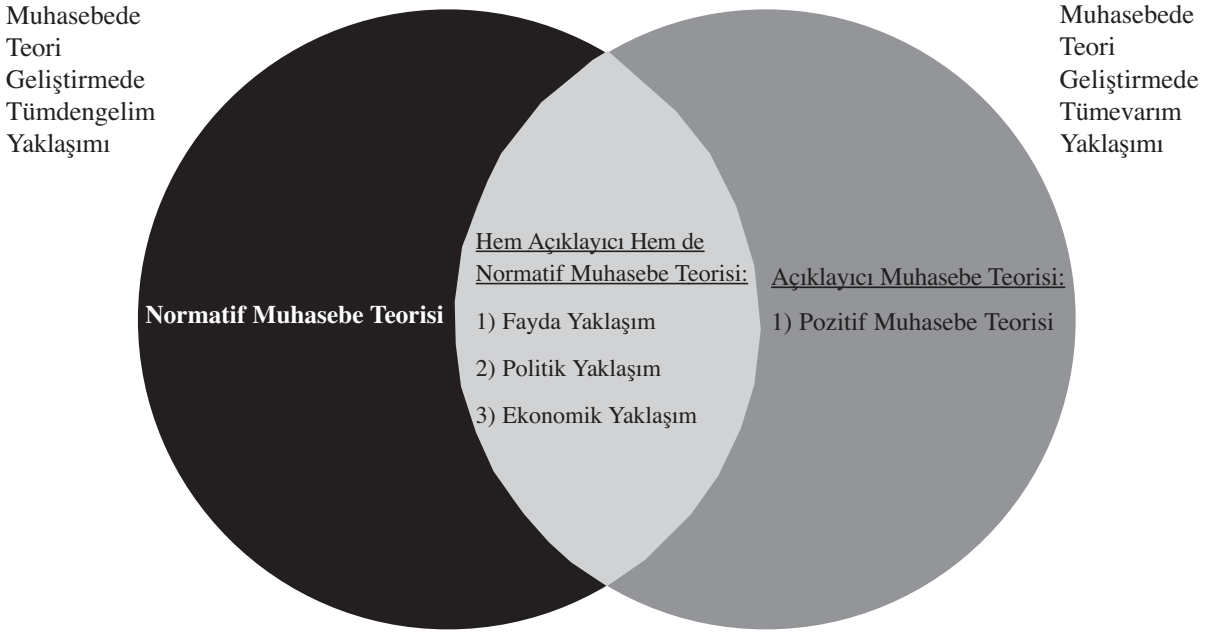 Muhasebede
Teori
Geliştirmede
Tümdengelim
Yaklaşımı
Muhasebede
Teori
Geliştirmede
Tümevarım
Yaklaşımı
Normatif Muhasebe Teorisi
Hem Açıklayıcı Hem de
Normatif Muhasebe Teorisi:
1) Fayda Yaklaşım
2) Politik Yaklaşım
3) Ekonomik Yaklaşım
Açıklayıcı Muhasebe Teorisi:
1) Pozitif Muhasebe Teorisi